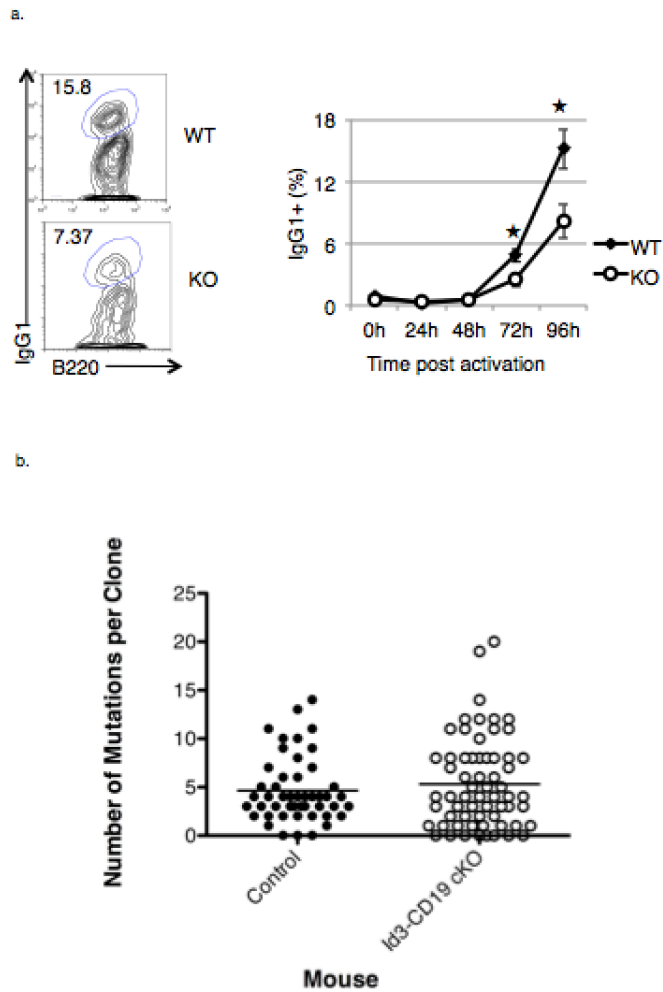 a.
15.8
WT
7.37
KO
IgG1
B220
IgG1+ (%)
18
12
6
0
0h 24h 48h 72h 96h
Time post activation
WT
KO
b.
Number of Mutations per Clone
25
20
15
10
5
0
Control
Id3-CD19 cKO
Mouse